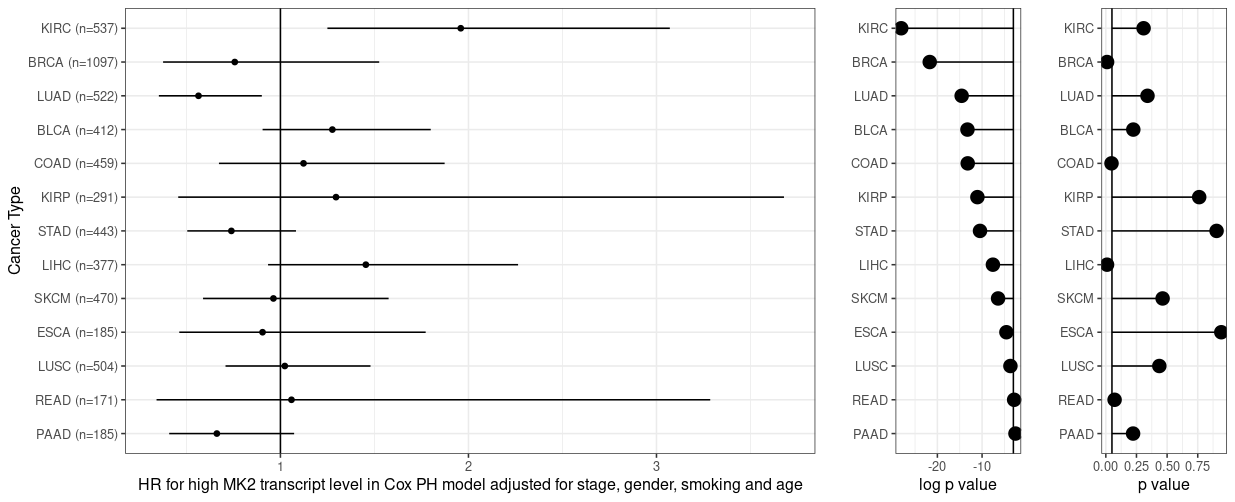 Cancer Type
KIRC (n=537)
BRCA (n=1097)
LUAD (n=522)
BLCA (n=412)
COAD (n=459)
KIRP (n=291)
STAD (n=443)
LIHC (n=377)
SKCM (n=470)
ESCA (n=185)
LUSC (n=504)
READ (n=171)
PAAD (n=185)
1 2 3
HR for high MK2 transcript level in Cox PH model adjusted for stage, gender, smoking and age
KIRC
BRCA
LUAD
BLCA
COAD
KIRP
STAD
LIHC
SKCM
ESCA
LUSC
READ
PAAD
-20 -10
log p value
KIRC
BRCA
LUAD
BLCA
COAD
KIRP
STAD
LIHC
SKCM
ESCA
LUSC
READ
PAAD
0.00 0.25 0.50 0.75
p value